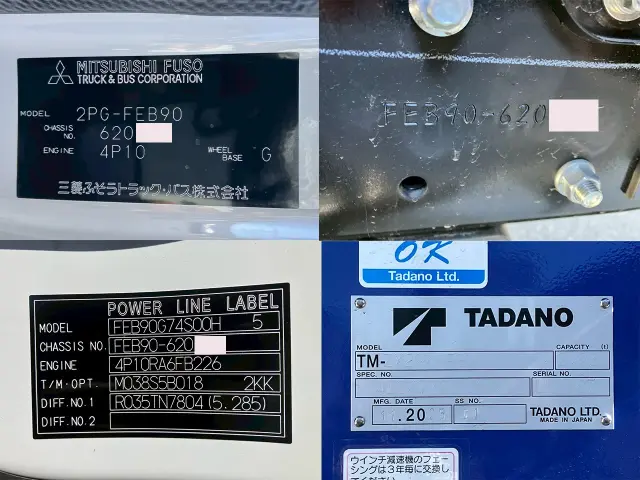 MITSUBISHI FUSO
TRUCK & BUS CORPORATION
MODEL 2PG-FEB90
CHASSIS NO. 620
ENGINE 4P10 WHEEL BASE G
三菱ふそうトラック・バス株式会社
FEB90-620
POWER LINE LABEL
MODEL FEB90G74S00H 5
CHASSIS NO. FEB90-620
ENGINE 4P10RA6FB226
T/M・OPT. M038S5B018 2KK
DIFF.NO.1 R035TN7804(5.285)
DIFF.NO.2
OK
Tadano Ltd.
TADANO
MODEL CAPACITY (t)
TM-
SPEC. NO. SERIAL NO.
MFG. DATE SS NO.
.20
TADANO LTD.
MADE IN JAPAN
ウインチ減速機のフェー
シングは3年毎に交換し